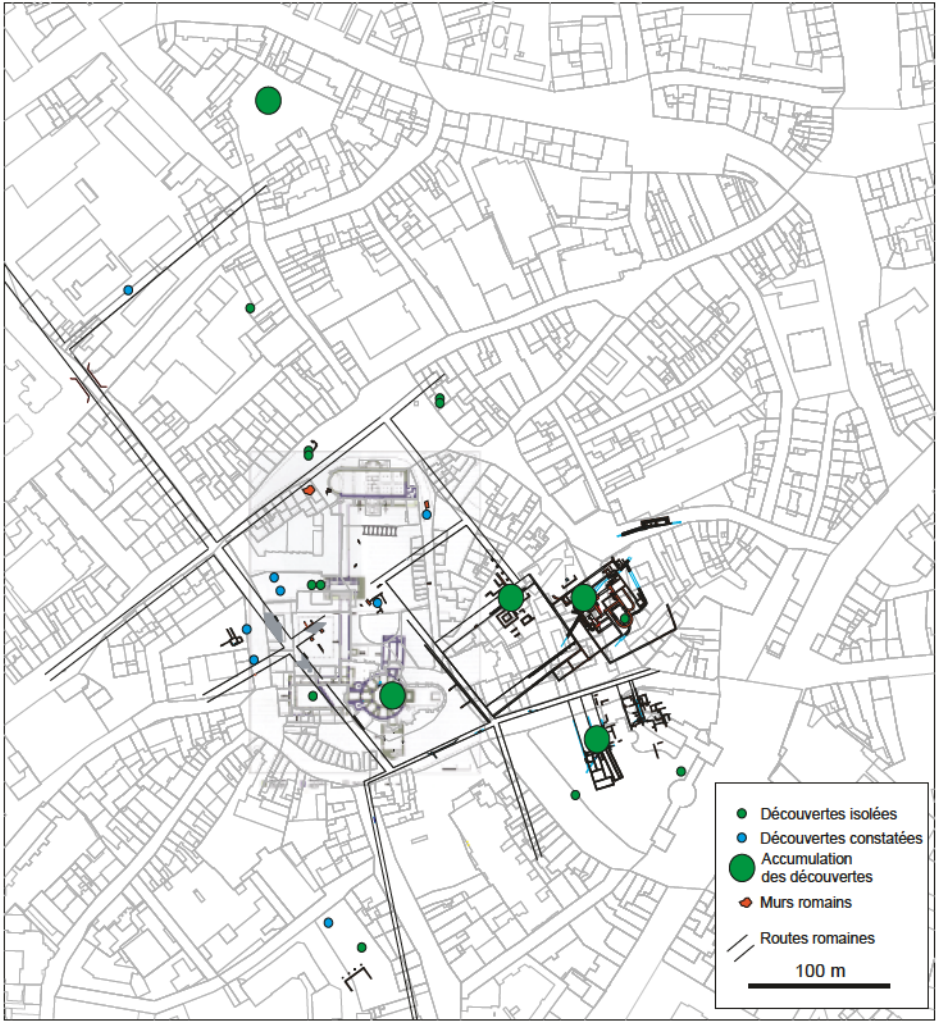 Découvertes isolées
Découvertes constatées
Accumulation
des découvertes
Murs romains
Routes romaines
100 m